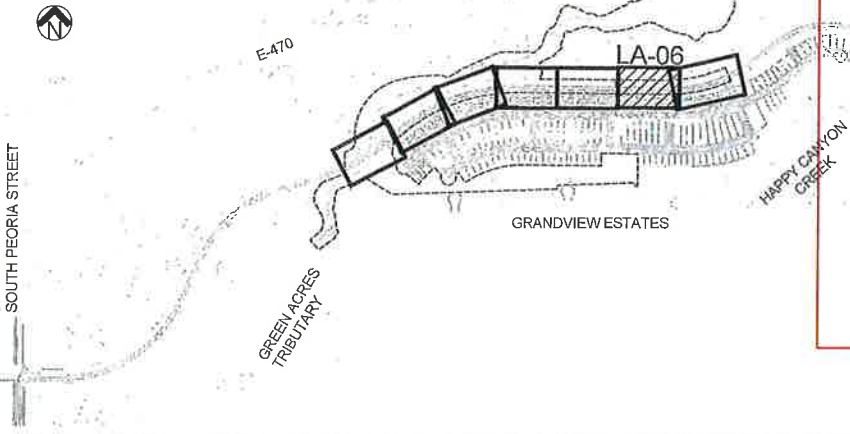 N
E-470
LA-06
SOUTH PEORIA STREET
HAPPY CANYON
CREEK
GRANDVIEW ESTATES
GREEN ACRES
TRIBUTARY